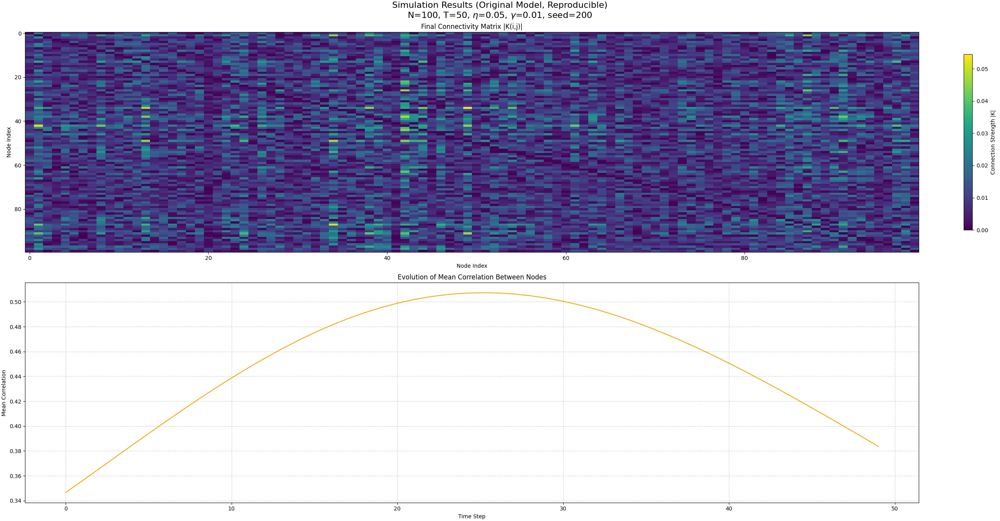 Simulation Results (Original Model, Reproducible)
N=100, T=50, η=0.05, γ=0.01, seed=200
Final Connectivity Matrix |K(i,j)|
0
20
40
60
80
Node Index
0 20 40 60 80
Node Index
0.05
0.04
0.03
0.02
0.01
0.00
Connection Strength |K|
Evolution of Mean Correlation Between Nodes
0.50
0.48
0.46
0.44
0.42
0.40
0.38
0.36
0.34
Mean Correlation
0 10 20 30 40 50
Time Step